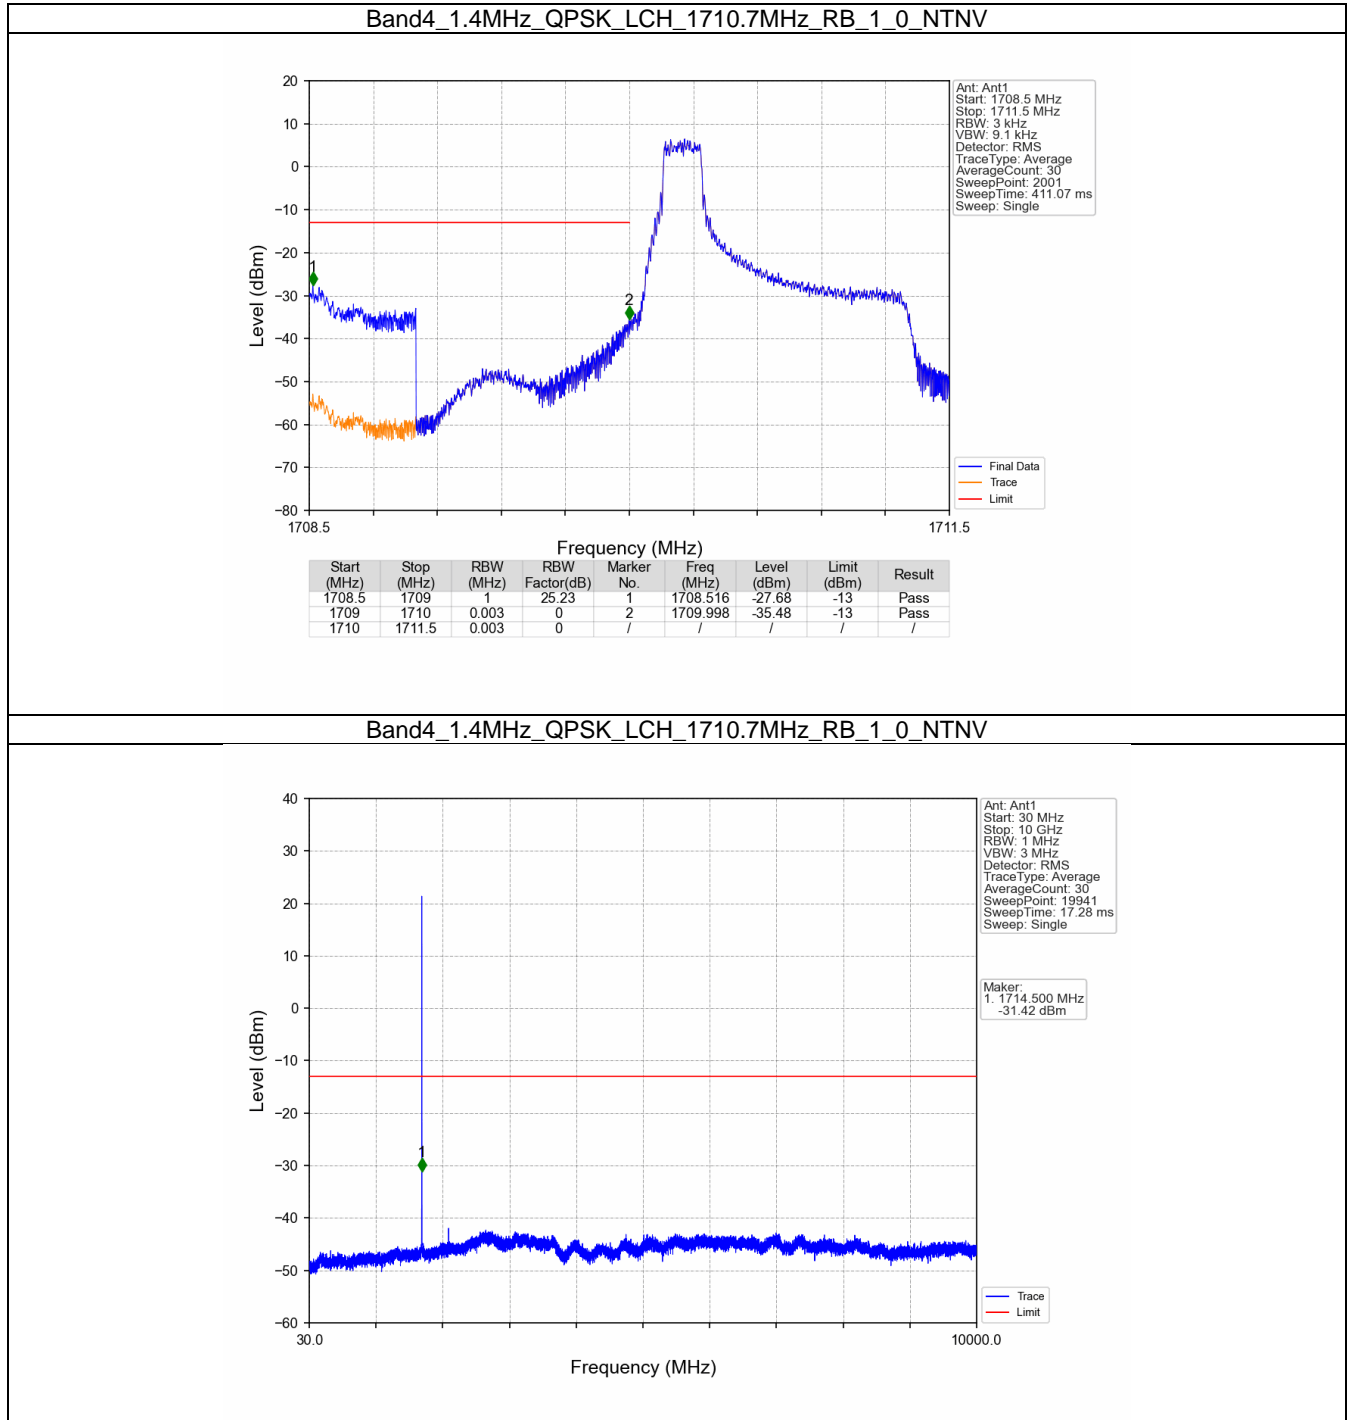 Band4_1.4MHz_QPSK_LCH_1710.7MHz_RB_1_0_NTNV
20
10
0
−10
−20
−30
−40
−50
−60
−70
−80
Level (dBm)
1
2
1708.5
1711.5
Frequency (MHz)
Ant: Ant1
Start: 1708.5 MHz
Stop: 1711.5 MHz
RBW: 3 kHz
VBW: 9.1 kHz
Detector: RMS
TraceType: Average
AverageCount: 30
SweepPoint: 2001
SweepTime: 411.07 ms
Sweep: Single
Final Data
Trace
Limit
Start (MHz) Stop (MHz) RBW (MHz) RBW Factor(dB) Marker No. Freq (MHz) Level (dBm) Limit (dBm) Result
1708.5 1709 1 25.23 1 1708.516 -27.68 -13 Pass
1709 1710 0.003 0 2 1709.998 -35.48 -13 Pass
1710 1711.5 0.003 0 / / / / /
Band4_1.4MHz_QPSK_LCH_1710.7MHz_RB_1_0_NTNV
40
30
20
10
0
−10
−20
−30
−40
−50
−60
Level (dBm)
1
30.0
10000.0
Frequency (MHz)
Ant: Ant1
Start: 30 MHz
Stop: 10 GHz
RBW: 1 MHz
VBW: 3 MHz
Detector: RMS
TraceType: Average
AverageCount: 30
SweepPoint: 19941
SweepTime: 17.28 ms
Sweep: Single
Maker:
1. 1714.500 MHz
-31.42 dBm
Trace
Limit